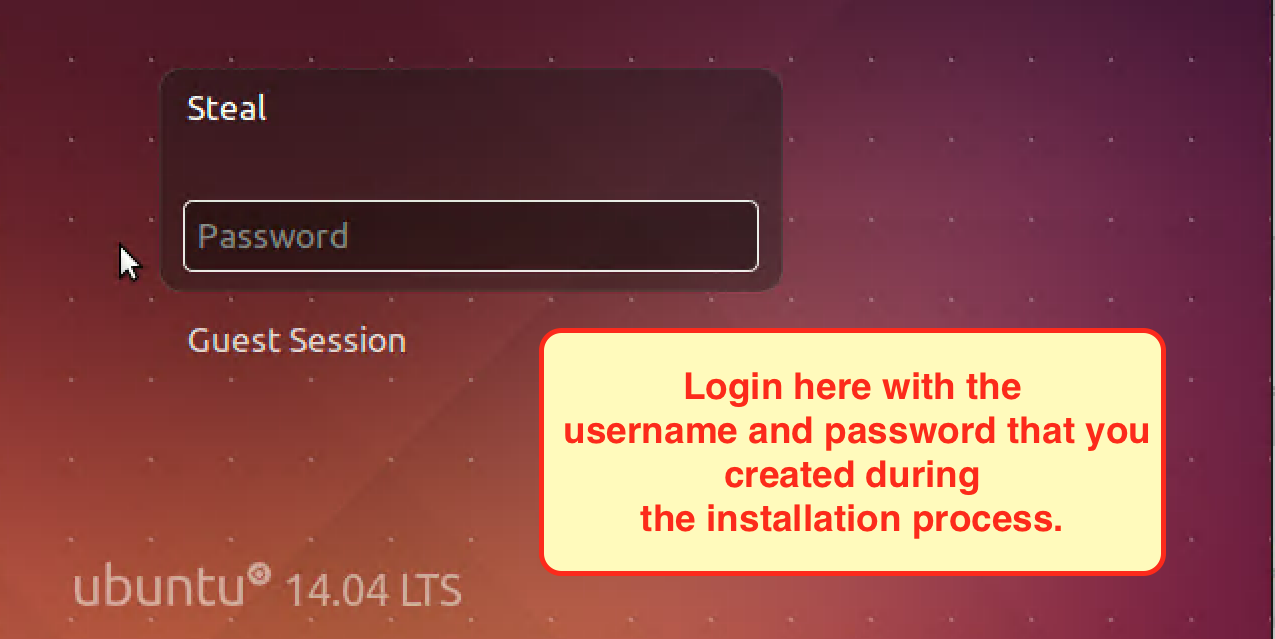 Steal
Password
Guest Session
Login here with the
username and password that you
created during
the installation process.
ubuntu 14.04 LTS